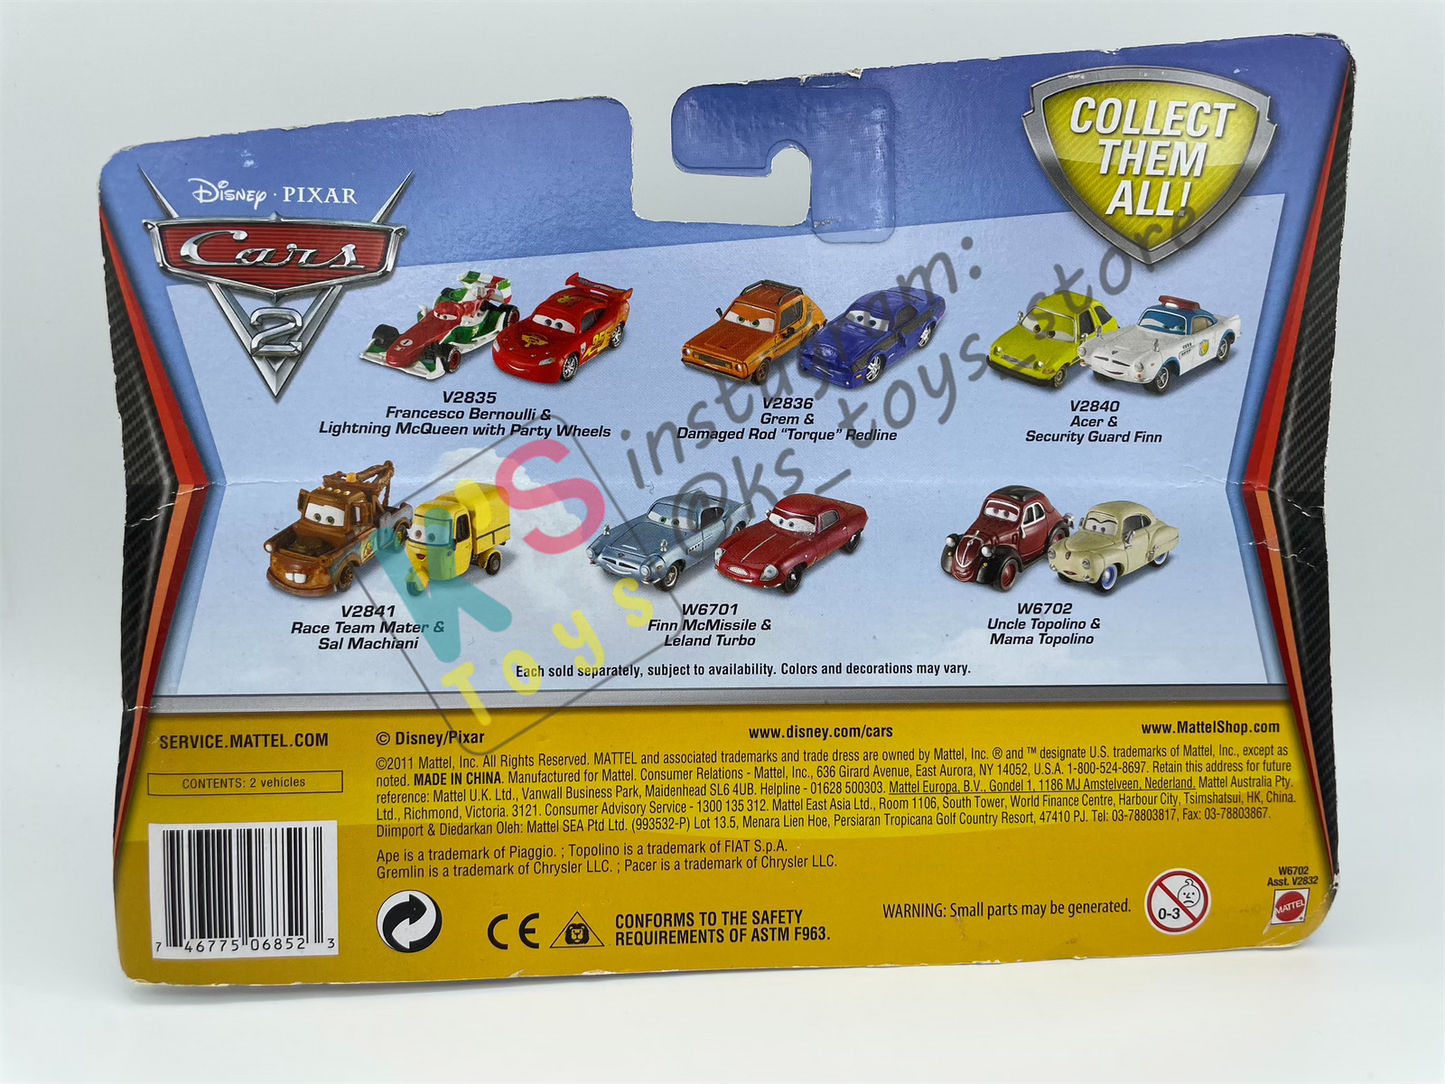 COLLECT
THEM
ALL!
Disney · PIXAR
Cars
2
V2835
Francesco Bernoulli &
Lightning McQueen with Party Wheels
V2836
Grem &
Damaged Rod "Torque" Redline
V2840
Acer &
Security Guard Finn
V2841
Race Team Mater &
Sal Machiani
W6701
Finn McMissile &
Leland Turbo
W6702
Uncle Topolino &
Mama Topolino
instagram:
@ks_toys_store
K'S
Toys
Each sold separately, subject to availability. Colors and decorations may vary.
SERVICE.MATTEL.COM
© Disney/Pixar
www.disney.com/cars
www.MattelShop.com
CONTENTS: 2 vehicles
©2011 Mattel, Inc. All Rights Reserved. MATTEL and associated trademarks and trade dress are owned by Mattel, Inc. ® and ™ designate U.S. trademarks of Mattel, Inc., except as
noted. MADE IN CHINA. Manufactured for Mattel. Consumer Relations - Mattel, Inc., 636 Girard Avenue, East Aurora, NY 14052, U.S.A. 1-800-524-8697. Retain this address for future
reference: Mattel U.K. Ltd., Vanwall Business Park, Maidenhead SL6 4UB. Helpline - 01628 500303. Mattel Europa, B.V., Gondel 1, 1186 MJ Amstelveen, Nederland. Mattel Australia Pty.
Ltd., Richmond, Victoria. 3121. Consumer Advisory Service - 1300 135 312. Mattel East Asia Ltd., Room 1106, South Tower, World Finance Centre, Harbour City, Tsimshatsui, HK, China.
Diimport & Diedarkan Oleh: Mattel SEA Ptd Ltd. (993532-P) Lot 13.5, Menara Lien Hoe, Persiaran Tropicana Golf Country Resort, 47410 PJ. Tel: 03-78803817, Fax: 03-78803867.
Ape is a trademark of Piaggio. ; Topolino is a trademark of FIAT S.p.A.
Gremlin is a trademark of Chrysler LLC. ; Pacer is a trademark of Chrysler LLC.
7 46775 06852 3
CE
CONFORMS TO THE SAFETY
REQUIREMENTS OF ASTM F963.
WARNING: Small parts may be generated.
0-3
W6702
Asst. V2832
MATTEL